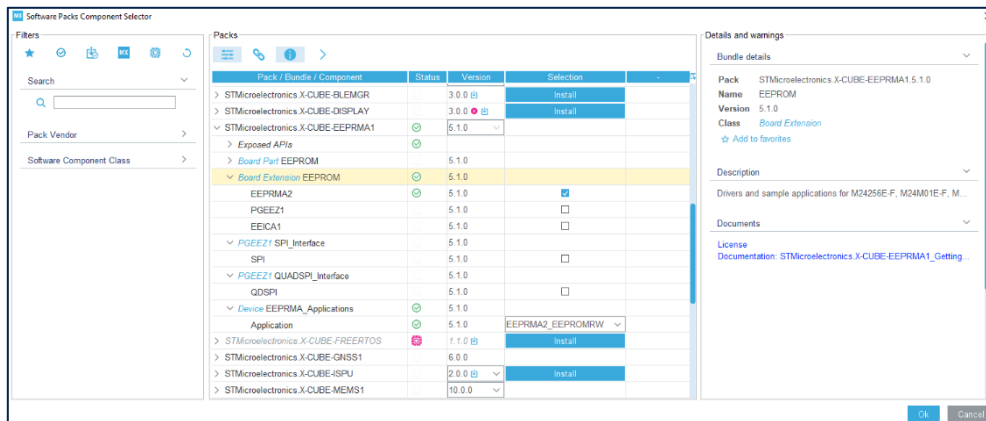 MX Software Packs Component Selector
Filters
MX
Search
Pack Vendor
Software Component Class
Packs
Pack / Bundle / Component Status Version Selection -
STMicroelectronics.X-CUBE-BLEMGR 3.0.0 Install
STMicroelectronics.X-CUBE-DISPLAY 3.0.0 Install
STMicroelectronics.X-CUBE-EEPRMA1 5.1.0
Exposed APIs
Board Part EEPROM 5.1.0
Board Extension EEPROM 5.1.0
EEPRMA2 5.1.0
PGEEZ1 5.1.0
EEICA1 5.1.0
PGEEZ1 SPI_Interface 5.1.0
SPI 5.1.0
PGEEZ1 QUADSPI_Interface 5.1.0
QDSPI 5.1.0
Device EEPRMA_Applications 5.1.0
Application 5.1.0 EEPRMA2_EEPROMRW
STMicroelectronics.X-CUBE-FREERTOS 1.1.0 Install
STMicroelectronics.X-CUBE-GNSS1 6.0.0
STMicroelectronics.X-CUBE-ISPU 2.0.0 Install
STMicroelectronics.X-CUBE-MEMS1 10.0.0
Details and warnings
Bundle details
Pack STMicroelectronics.X-CUBE-EEPRMA1.5.1.0
Name EEPROM
Version 5.1.0
Class Board Extension
Add to favorites
Description
Drivers and sample applications for M24256E-F, M24M01E-F, M...
Documents
License
Documentation: STMicroelectronics.X-CUBE-EEPRMA1_Getting...
Ok Cancel